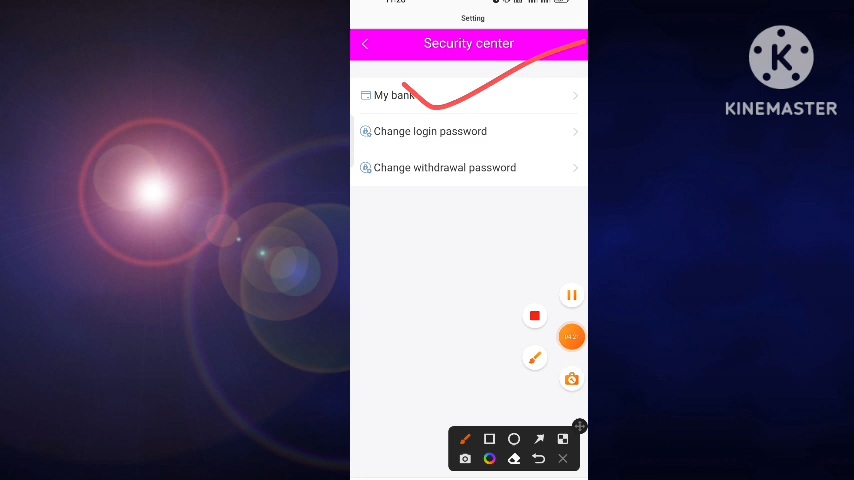 Setting
Security center
My bank
Change login password
Change withdrawal password
K
KINEMASTER